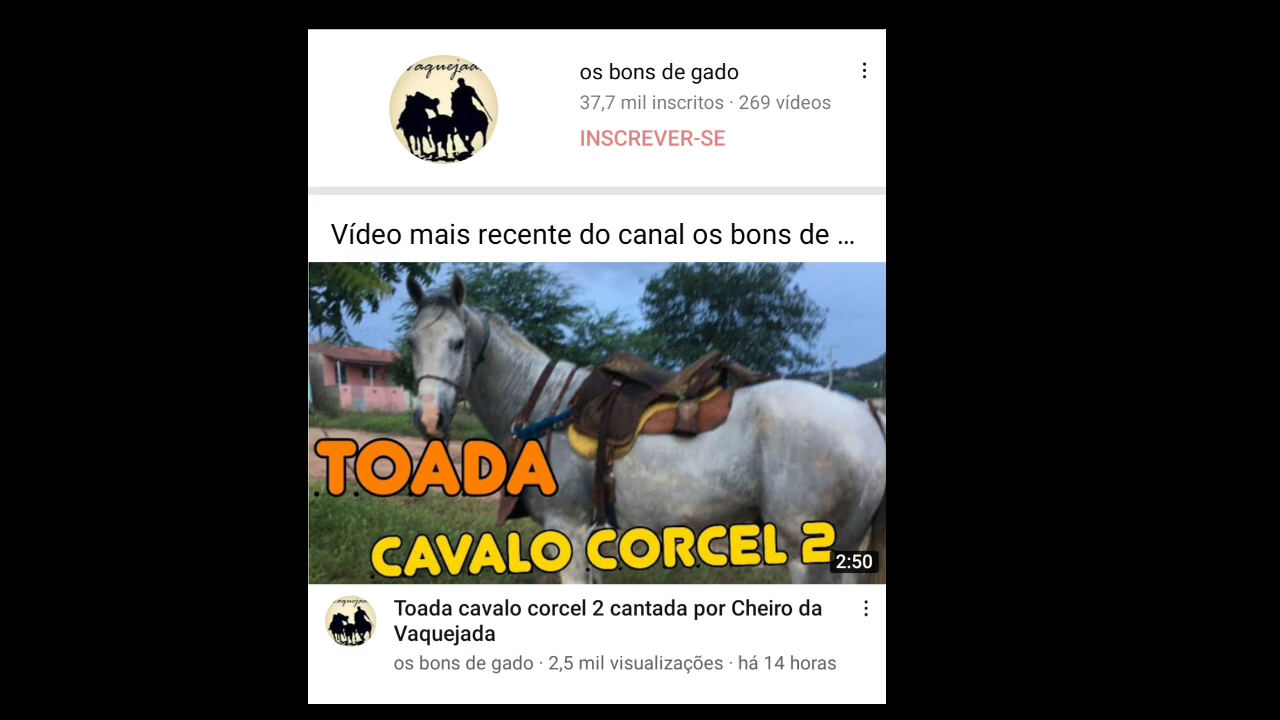 Vaquejada
os bons de gado
37,7 mil inscritos · 269 vídeos
INSCREVER-SE
Vídeo mais recente do canal os bons de ...
TOADA
CAVALO CORCEL 2
2:50
Toada cavalo corcel 2 cantada por Cheiro da
Vaquejada
os bons de gado · 2,5 mil visualizações · há 14 horas